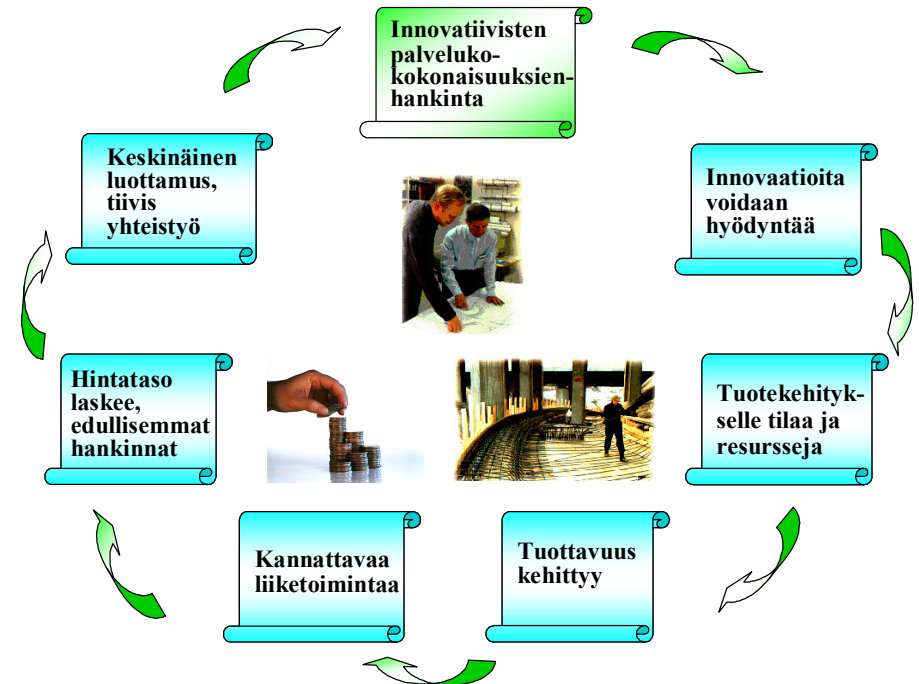 Innovatiivisten
palveluko-
kokonaisuuksien-
hankinta
Innovaatioita
voidaan
hyödyntää
Tuotekehityk-
selle tilaa ja
resursseja
Tuottavuus
kehittyy
Kannattavaa
liiketoimintaa
Hintataso
laskee,
edullisemmat
hankinnat
Keskinäinen
luottamus,
tiivis
yhteistyö